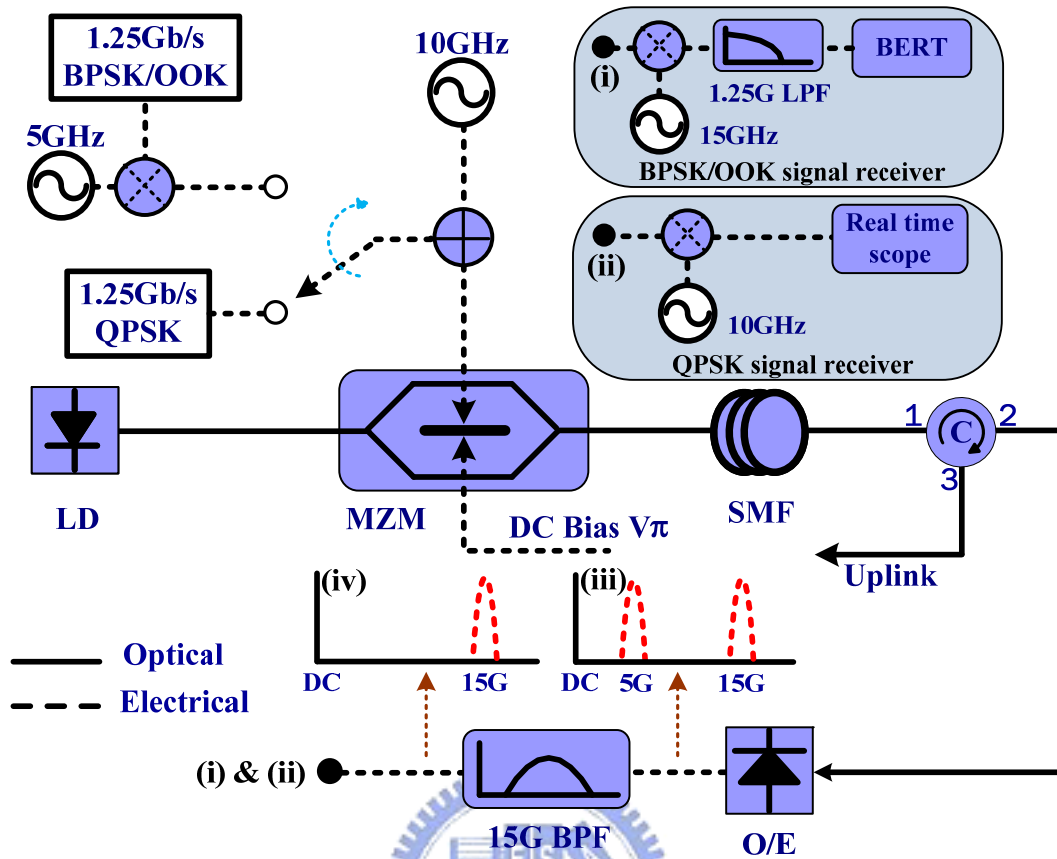 1.25Gb/s
BPSK/OOK
5GHz
10GHz
1.25Gb/s
QPSK
(i)
1.25G LPF
BERT
15GHz
BPSK/OOK signal receiver
(ii)
Real time
scope
10GHz
QPSK signal receiver
LD
MZM
DC Bias Vπ
SMF
1
C
2
3
Uplink
(iv)
DC
15G
(iii)
DC
5G
15G
Optical
Electrical
(i) & (ii)
15G BPF
O/E